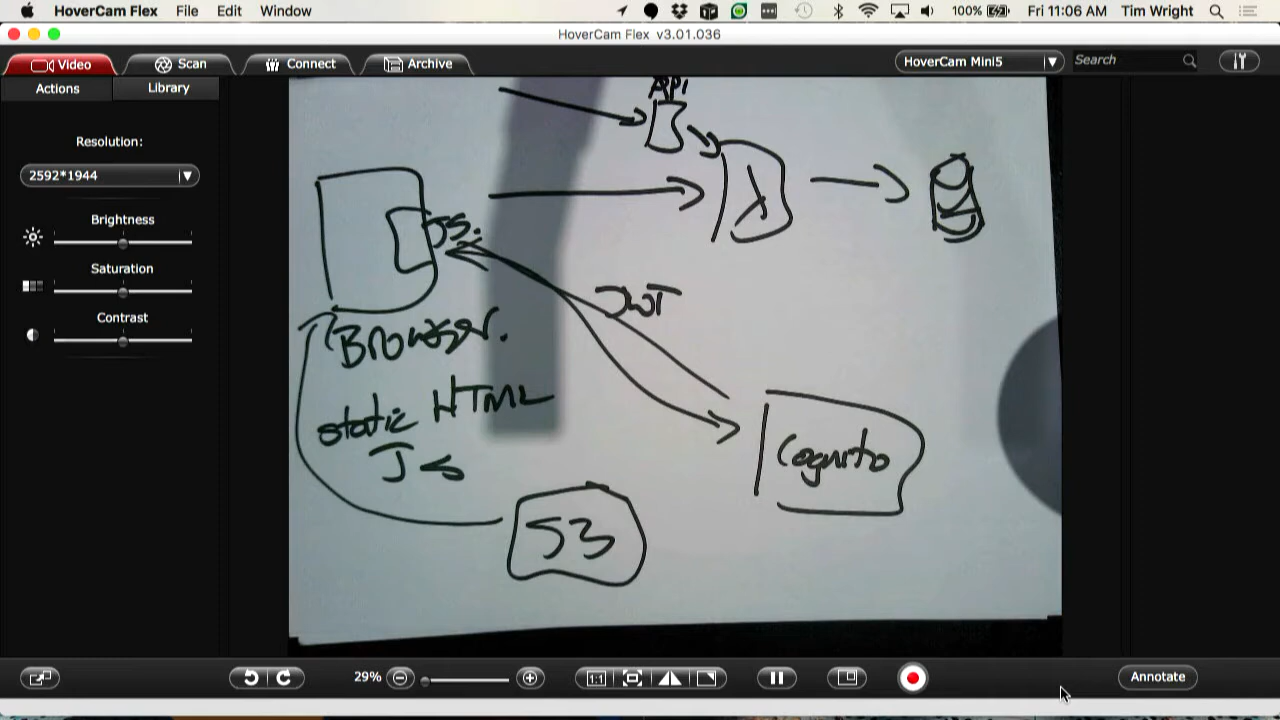 HoverCam Flex File Edit Window 100% Fri 11:06 AM Tim Wright
HoverCam Flex v3.01.036
Video Scan Connect Archive HoverCam Mini5 Search
Actions Library
Resolution:
2592*1944
Brightness
Saturation
Contrast
API
λ
JS.
JWT
Browser.
static HTML
JS
Cognito
S3
29% 1:1 Annotate